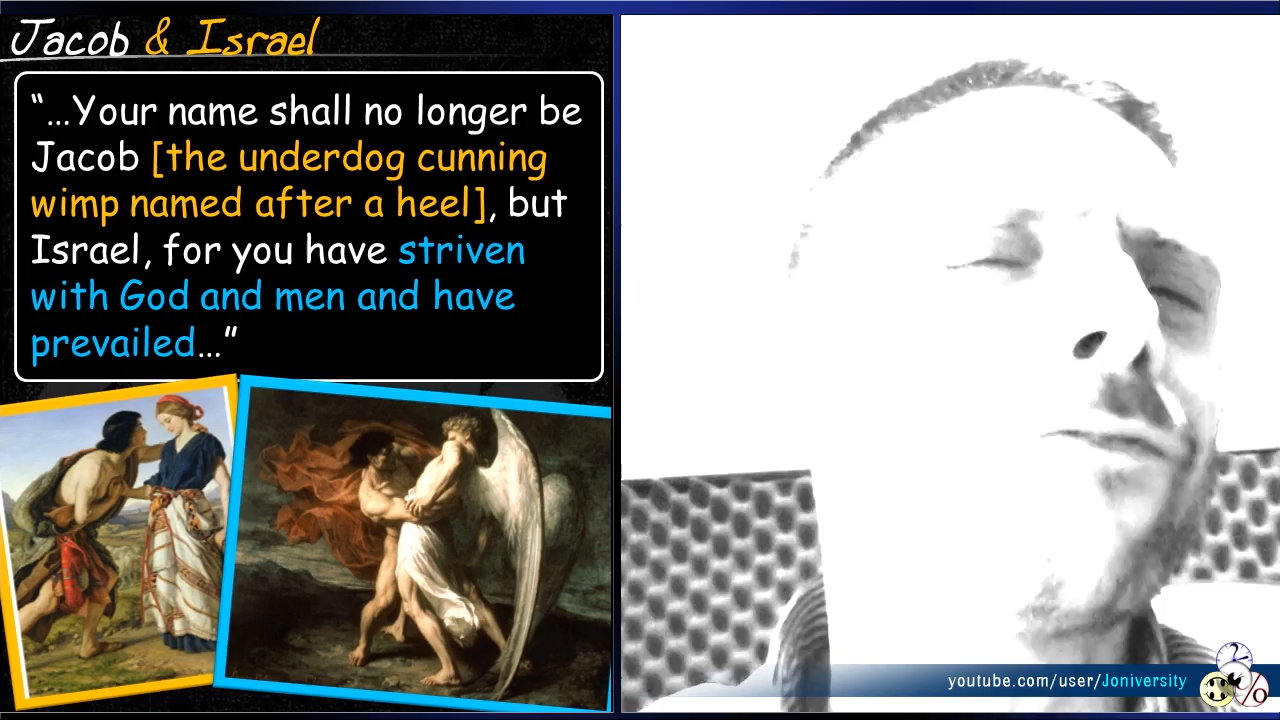 Jacob & Israel
“…Your name shall no longer be
Jacob [the underdog cunning
wimp named after a heel], but
Israel, for you have striven
with God and men and have
prevailed…”
youtube.com/user/Joniversity
?
%